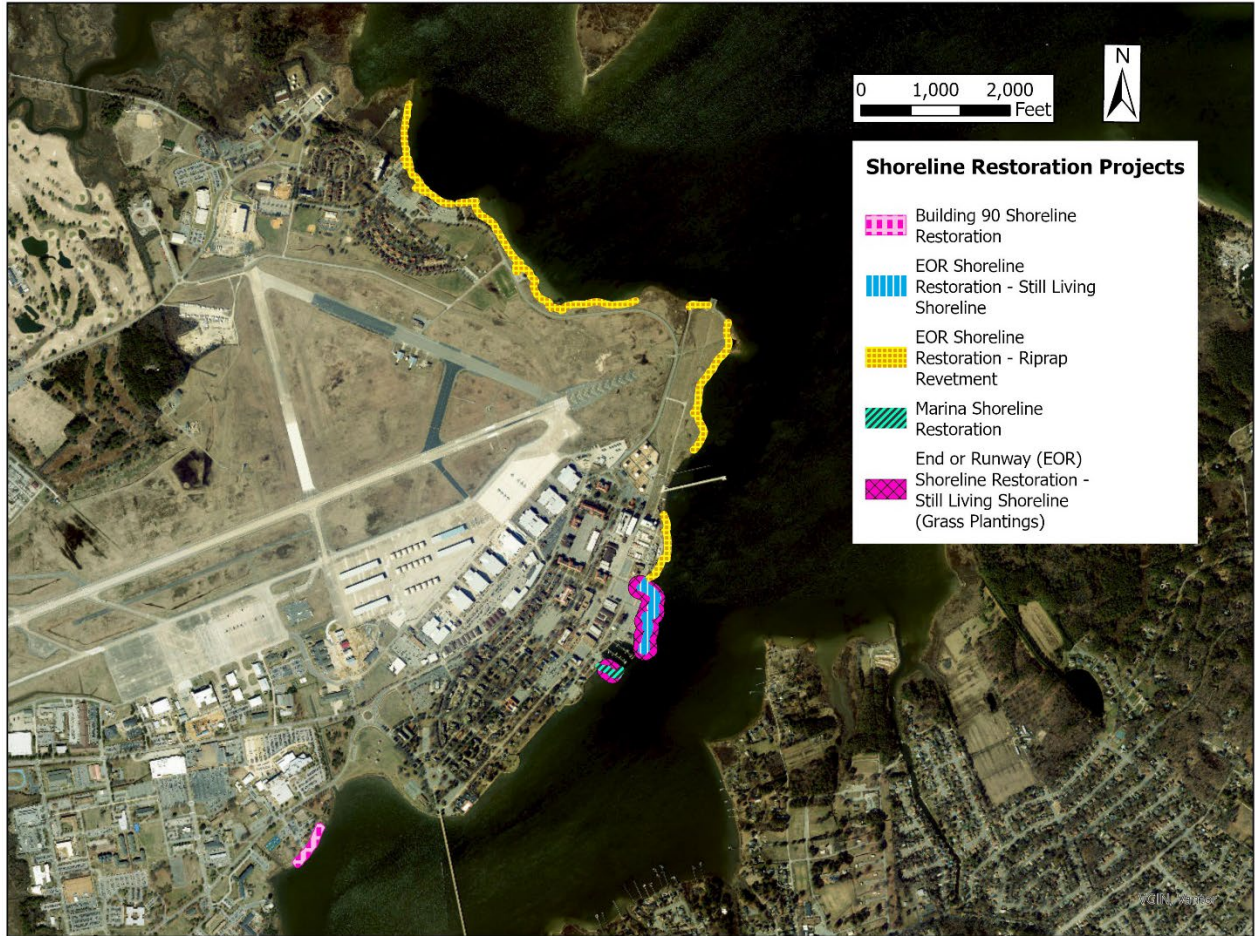 N
0 1,000 2,000
Feet
Shoreline Restoration Projects
Building 90 Shoreline
Restoration
EOR Shoreline
Restoration - Still Living
Shoreline
EOR Shoreline
Restoration - Riprap
Revetment
Marina Shoreline
Restoration
End or Runway (EOR)
Shoreline Restoration -
Still Living Shoreline
(Grass Plantings)
VGIN,